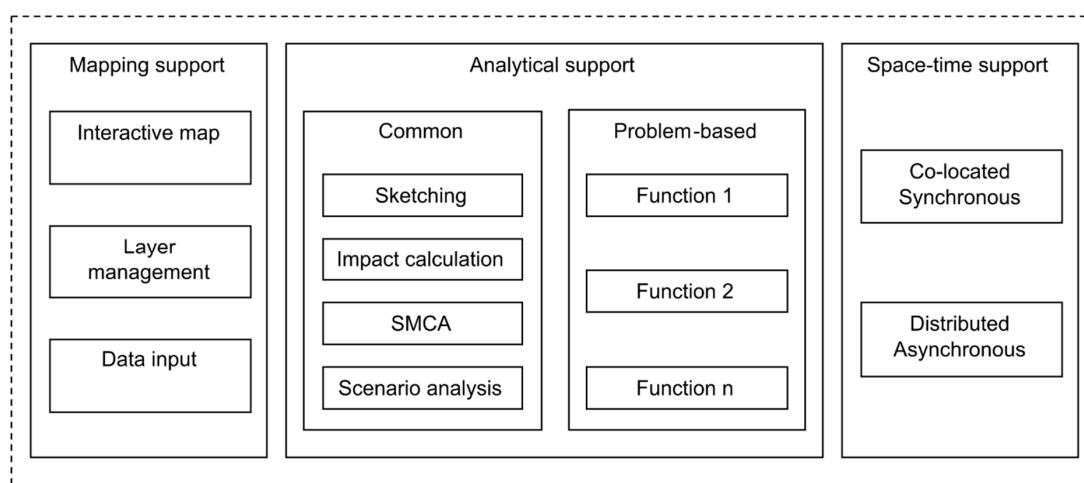 Mapping support
Interactive map
Layer
management
Data input
Analytical support
Common
Sketching
Impact calculation
SMCA
Scenario analysis
Problem-based
Function 1
Function 2
Function n
Space-time support
Co-located
Synchronous
Distributed
Asynchronous